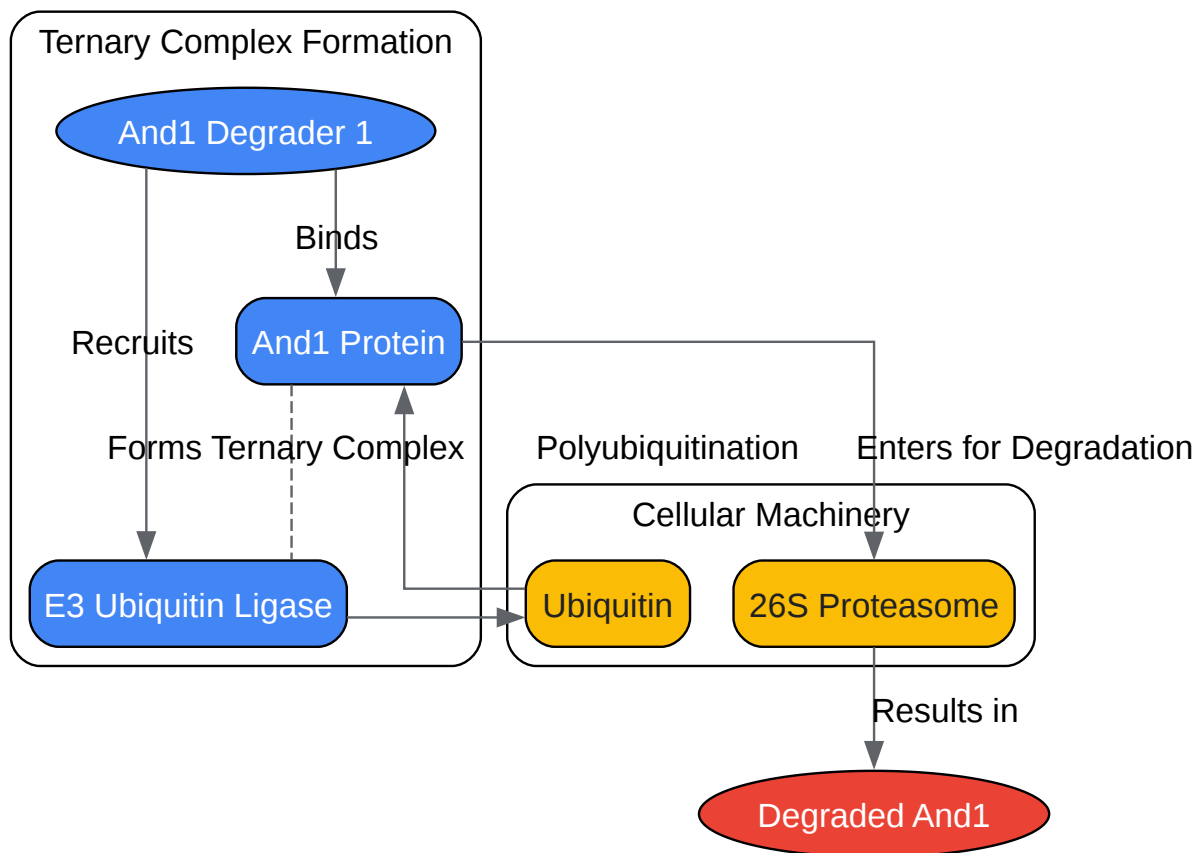 Ternary Complex Formation
And1 Degrader 1
Binds
Recruits
And1 Protein
Forms Ternary Complex
Polyubiquitination
Enters for Degradation
Cellular Machinery
E3 Ubiquitin Ligase
Ubiquitin
26S Proteasome
Results in
Degraded And1